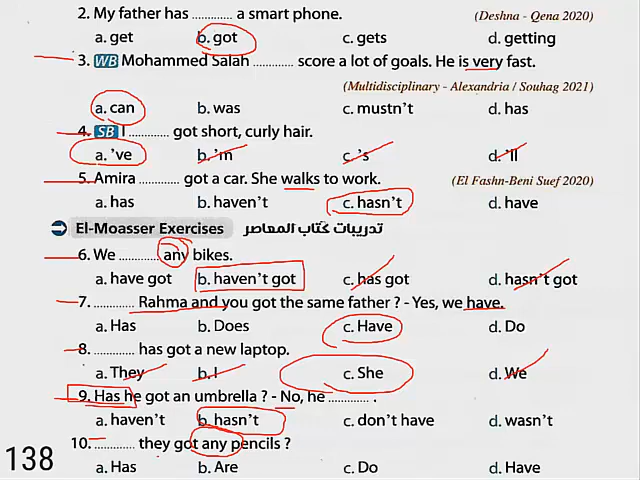 2. My father has ............ a smart phone. (Deshna - Qena 2020)
a. get b. got c. gets d. getting
3. WB Mohammed Salah ............ score a lot of goals. He is very fast.
(Multidisciplinary - Alexandria / Souhag 2021)
a. can b. was c. mustn't d. has
4. SB I ............ got short, curly hair.
a. 've b. 'm c. 's d. 'll
5. Amira ............ got a car. She walks to work. (El Fashn-Beni Suef 2020)
a. has b. haven't c. hasn't d. have
El-Moasser Exercises تدريبات كتاب المعاصر
6. We ............ any bikes.
a. have got b. haven't got c. has got d. hasn't got
7. ............ Rahma and you got the same father ? - Yes, we have.
a. Has b. Does c. Have d. Do
8. ............ has got a new laptop.
a. They b. I c. She d. We
9. Has he got an umbrella ? - No, he ............ .
a. haven't b. hasn't c. don't have d. wasn't
10. ............ they got any pencils ?
a. Has b. Are c. Do d. Have
138